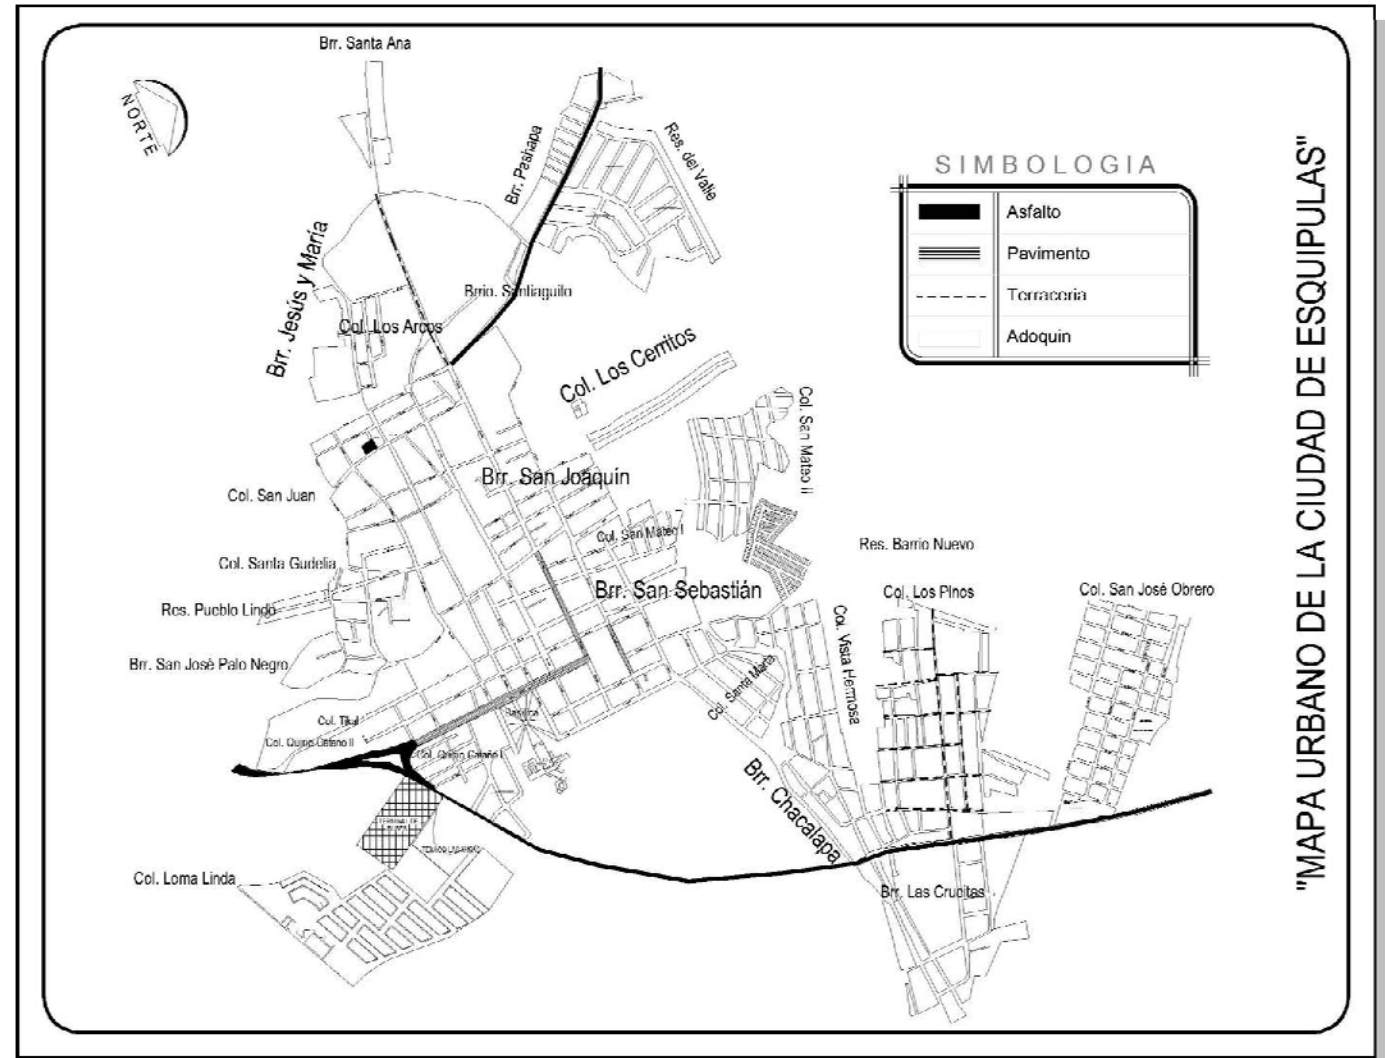 Brr. Santa Ana
NORTE
Brr. Pashapa
Res. del Valle
SIMBOLOGIA
Asfalto
Pavimento
Terraceria
Adoquin
"MAPA URBANO DE LA CIUDAD DE ESQUIPULAS"
Brr. Jesús y María
Brrio. Santiaguito
Col. Los Arcos
Col. Los Cerritos
Col. San Mateo II
Brr. San Joaquín
Col. San Juan
Col. San Mateo I
Res. Barrio Nuevo
Col. Santa Gudelia
Brr. San Sebastián
Col. Los Pinos
Col. San José Obrero
Res. Pueblo Lindo
Col. Vista Hermosa
Brr. San José Palo Negro
Col. Santa María
Col. Tikal
Basílica
Col. Quirio Cataño II
Col. Quirio Cataño I
Brr. Chacalapa
TERMINAL DE
Col. Loma Linda
Brr. Las Crucitas